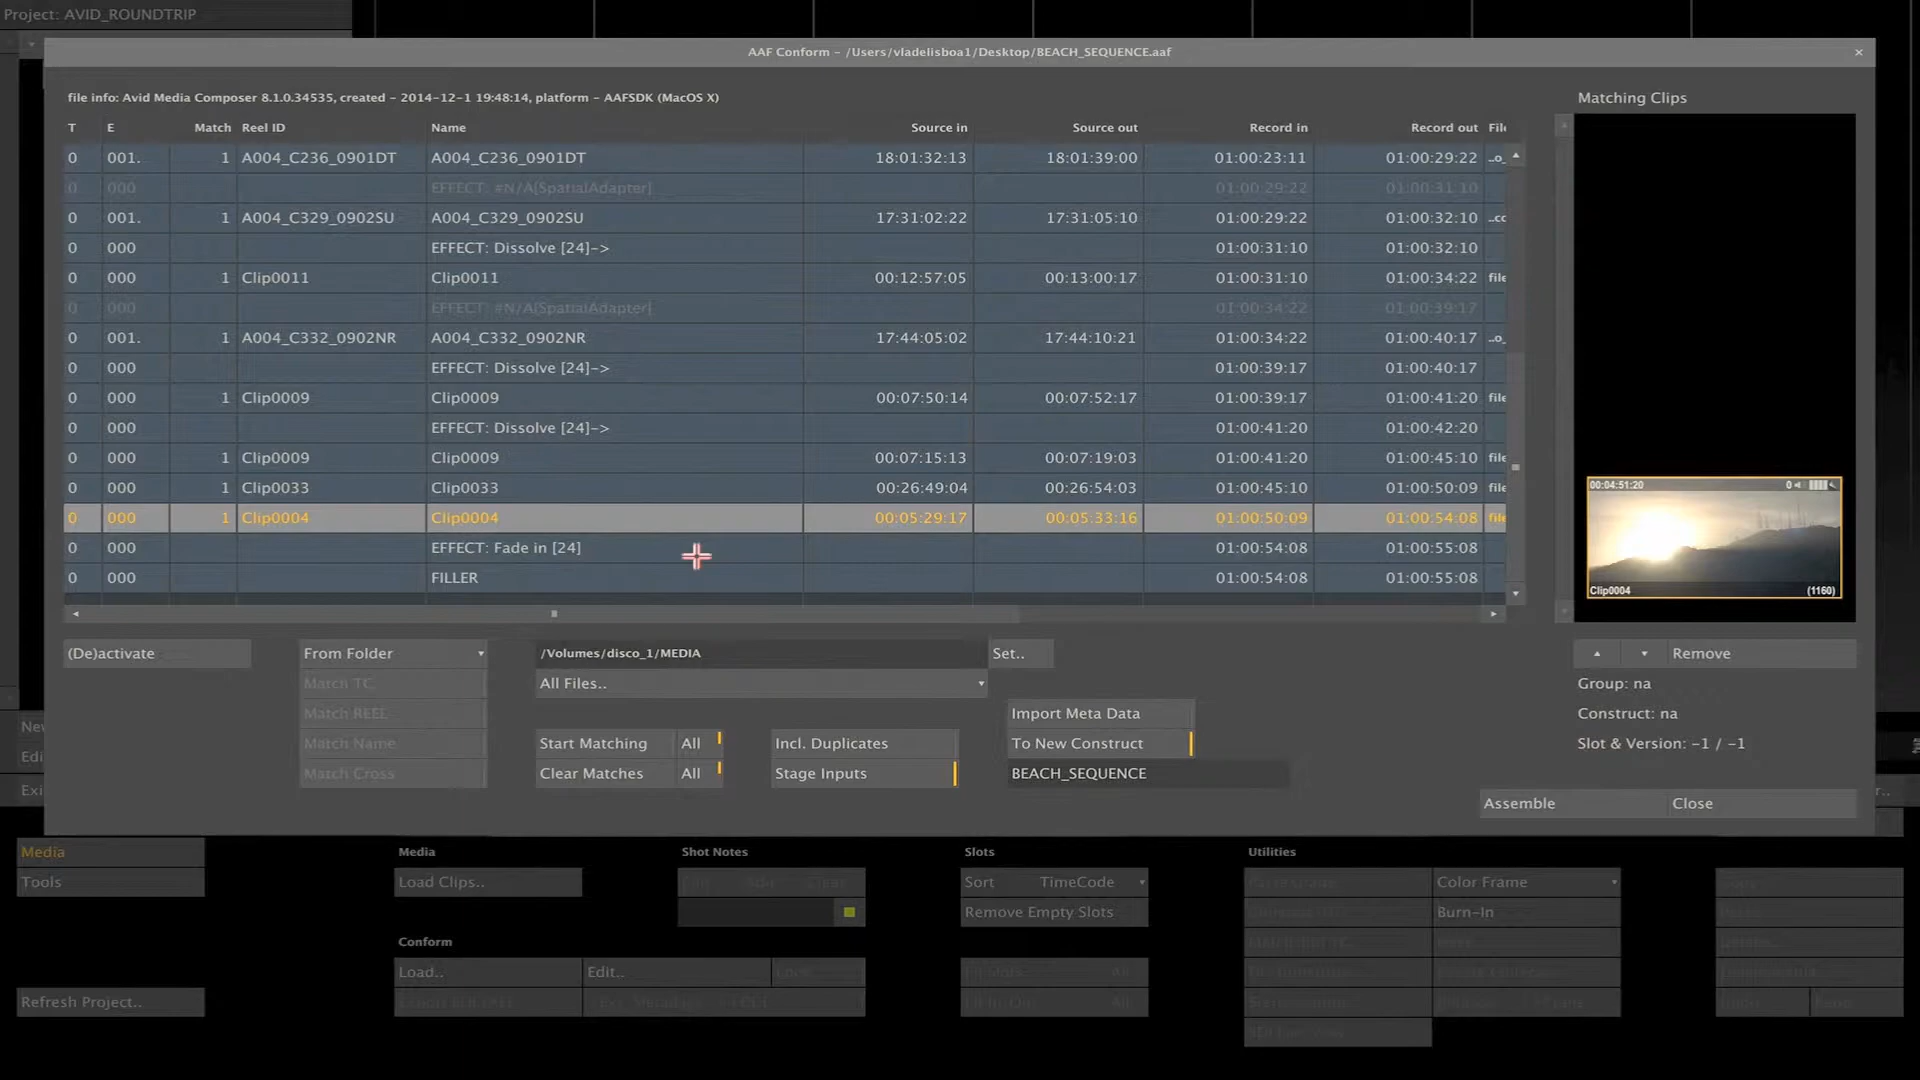 Project: AVID_ROUNDTRIP
AAF Conform - /Users/vladelisboa1/Desktop/BEACH_SEQUENCE.aaf
file info: Avid Media Composer 8.1.0.34535, created - 2014-12-1 19:48:14, platform - AAFSDK (MacOS X)
Matching Clips
T E Match Reel ID Name Source in Source out Record in Record out File
0 001. 1 A004_C236_0901DT A004_C236_0901DT 18:01:32:13 18:01:39:00 01:00:23:11 01:00:29:22 ..o_
0 000 EFFECT: #N/A[SpatialAdapter] 01:00:29:22 01:00:31:10
0 001. 1 A004_C329_0902SU A004_C329_0902SU 17:31:02:22 17:31:05:10 01:00:29:22 01:00:32:10 ..co
0 000 EFFECT: Dissolve [24]-> 01:00:31:10 01:00:32:10
0 000 1 Clip0011 Clip0011 00:12:57:05 00:13:00:17 01:00:31:10 01:00:34:22 file
0 000 EFFECT: #N/A[SpatialAdapter] 01:00:34:22 01:00:39:17
0 001. 1 A004_C332_0902NR A004_C332_0902NR 17:44:05:02 17:44:10:21 01:00:34:22 01:00:40:17 ..o_
0 000 EFFECT: Dissolve [24]-> 01:00:39:17 01:00:40:17
0 000 1 Clip0009 Clip0009 00:07:50:14 00:07:52:17 01:00:39:17 01:00:41:20 file
0 000 EFFECT: Dissolve [24]-> 01:00:41:20 01:00:42:20
0 000 1 Clip0009 Clip0009 00:07:15:13 00:07:19:03 01:00:41:20 01:00:45:10 file
0 000 1 Clip0033 Clip0033 00:26:49:04 00:26:54:03 01:00:45:10 01:00:50:09 file
0 000 1 Clip0004 Clip0004 00:05:29:17 00:05:33:16 01:00:50:09 01:00:54:08 file
0 000 EFFECT: Fade in [24] 01:00:54:08 01:00:55:08
0 000 FILLER 01:00:54:08 01:00:55:08
00:04:51:20 0
Clip0004 (1160)
(De)activate From Folder /Volumes/disco_1/MEDIA Set.. Remove
Match TC All Files.. Group: na
Match REEL Import Meta Data Construct: na
Match Name Start Matching All Incl. Duplicates To New Construct Slot & Version: -1 / -1
Match Cross Clear Matches All Stage Inputs BEACH_SEQUENCE
Assemble Close
New
Edi
Exi
Media Media Shot Notes Slots Utilities
Tools Load Clips.. Sort TimeCode Color Frame
Remove Empty Slots Burn-In
Conform
Load.. Edit..
Refresh Project..